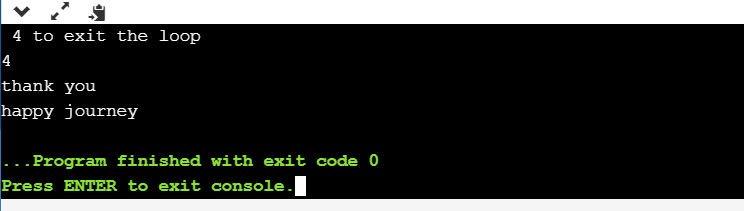 4 to exit the loop
4
thank you
happy journey
...Program finished with exit code 0
Press ENTER to exit console.